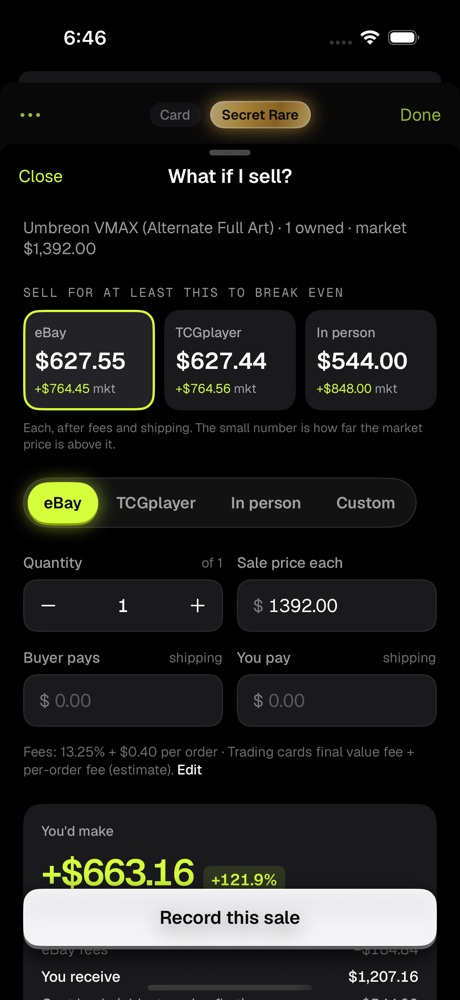 6:46
Card
Secret Rare
Done
Close
What if I sell?
Umbreon VMAX (Alternate Full Art) · 1 owned · market
$1,392.00
SELL FOR AT LEAST THIS TO BREAK EVEN
eBay
TCGplayer
In person
$627.55
$627.44
$544.00
+$764.45 mkt
+$764.56 mkt
+$848.00 mkt
Each, after fees and shipping. The small number is how far the market
price is above it.
eBay
TCGplayer
In person
Custom
Quantity
of 1
Sale price each
− 1 +
$ 1392.00
Buyer pays
shipping
You pay
shipping
$ 0.00
$ 0.00
Fees: 13.25% + $0.40 per order · Trading cards final value fee +
per-order fee (estimate). Edit
You'd make
+$663.16
+121.9%
Record this sale
eBay fees
−$184.84
You receive
$1,207.16